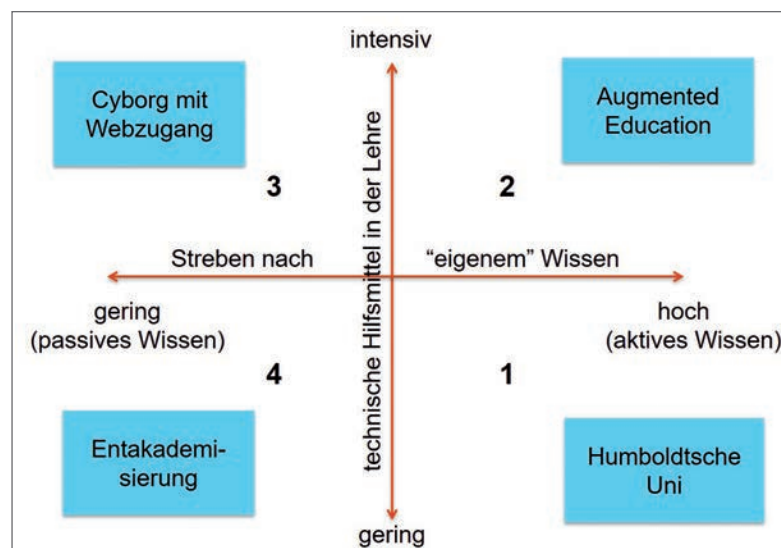 intensiv
Cyborg mit
Webzugang
Augmented
Education
3
2
technische Hilfsmittel in der Lehre
Streben nach
“eigenem” Wissen
gering
(passives Wissen)
hoch
(aktives Wissen)
4
1
Entakademi-
sierung
Humboldtsche
Uni
gering